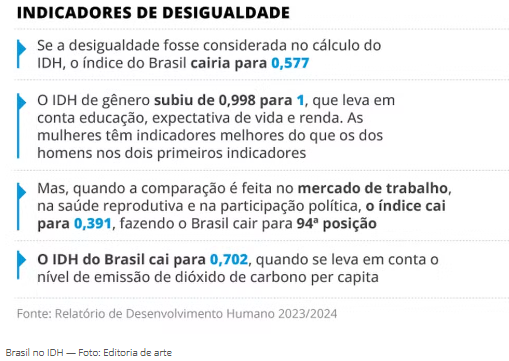 INDICADORES DE DESIGUALDADE
Se a desigualdade fosse considerada no cálculo do
IDH, o índice do Brasil cairia para 0,577
O IDH de gênero subiu de 0,998 para 1, que leva em
conta educação, expectativa de vida e renda. As
mulheres têm indicadores melhores do que os dos
homens nos dois primeiros indicadores
Mas, quando a comparação é feita no mercado de trabalho,
na saúde reprodutiva e na participação política, o índice cai
para 0,391, fazendo o Brasil cair para 94ª posição
O IDH do Brasil cai para 0,702, quando se leva em conta o
nível de emissão de dióxido de carbono per capita
Fonte: Relatório de Desenvolvimento Humano 2023/2024
Brasil no IDH — Foto: Editoria de arte